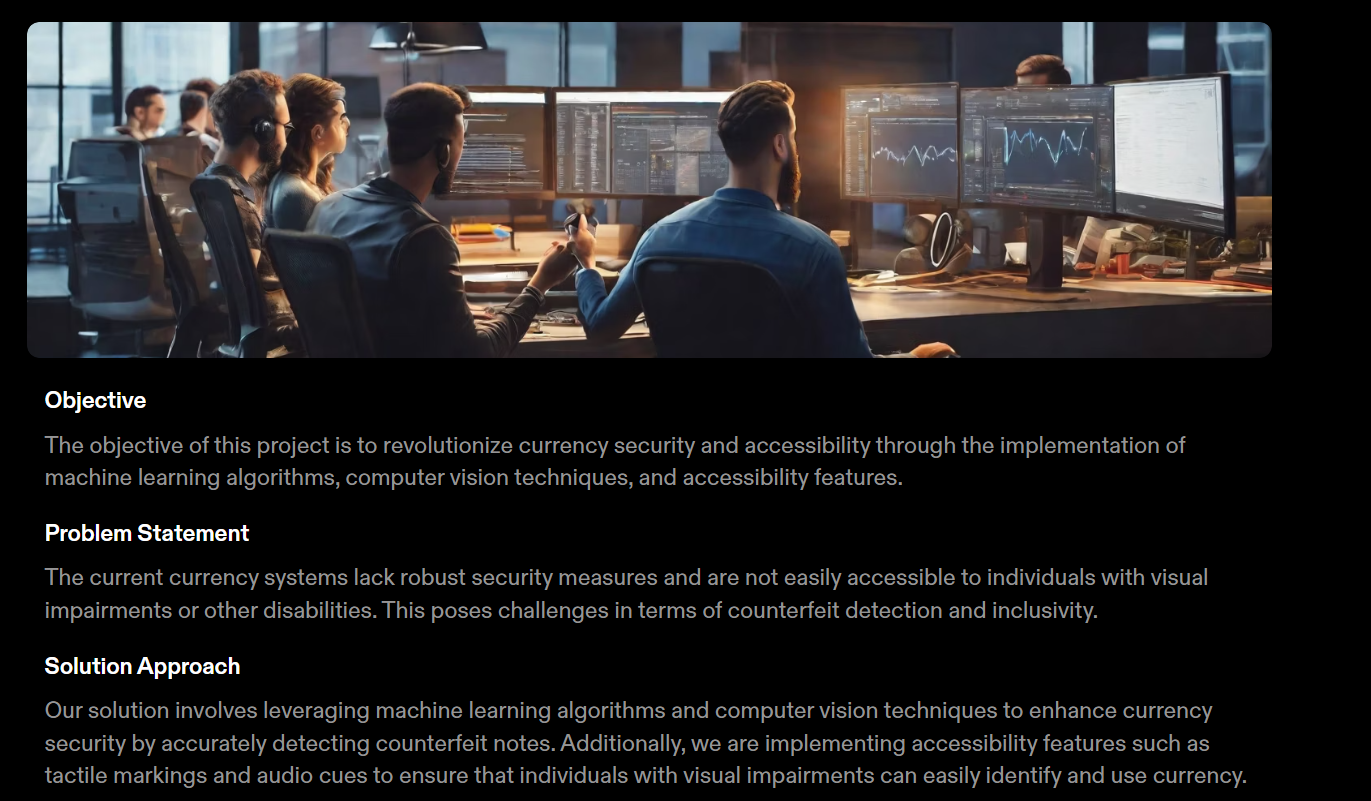 Objective
The objective of this project is to revolutionize currency security and accessibility through the implementation of
machine learning algorithms, computer vision techniques, and accessibility features.
Problem Statement
The current currency systems lack robust security measures and are not easily accessible to individuals with visual
impairments or other disabilities. This poses challenges in terms of counterfeit detection and inclusivity.
Solution Approach
Our solution involves leveraging machine learning algorithms and computer vision techniques to enhance currency
security by accurately detecting counterfeit notes. Additionally, we are implementing accessibility features such as
tactile markings and audio cues to ensure that individuals with visual impairments can easily identify and use currency.